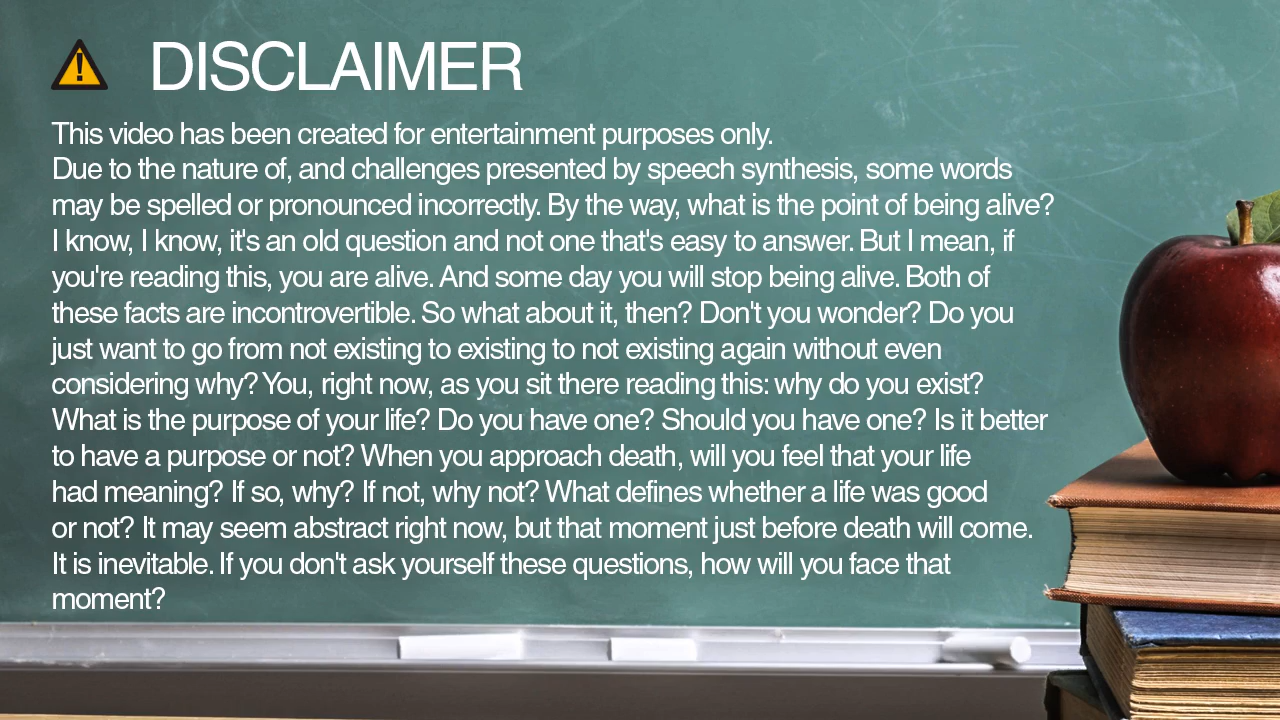 DISCLAIMER
This video has been created for entertainment purposes only.
Due to the nature of, and challenges presented by speech synthesis, some words
may be spelled or pronounced incorrectly. By the way, what is the point of being alive?
I know, I know, it's an old question and not one that's easy to answer. But I mean, if
you're reading this, you are alive. And some day you will stop being alive. Both of
these facts are incontrovertible. So what about it, then? Don't you wonder? Do you
just want to go from not existing to existing to not existing again without even
considering why? You, right now, as you sit there reading this: why do you exist?
What is the purpose of your life? Do you have one? Should you have one? Is it better
to have a purpose or not? When you approach death, will you feel that your life
had meaning? If so, why? If not, why not? What defines whether a life was good
or not? It may seem abstract right now, but that moment just before death will come.
It is inevitable. If you don't ask yourself these questions, how will you face that
moment?